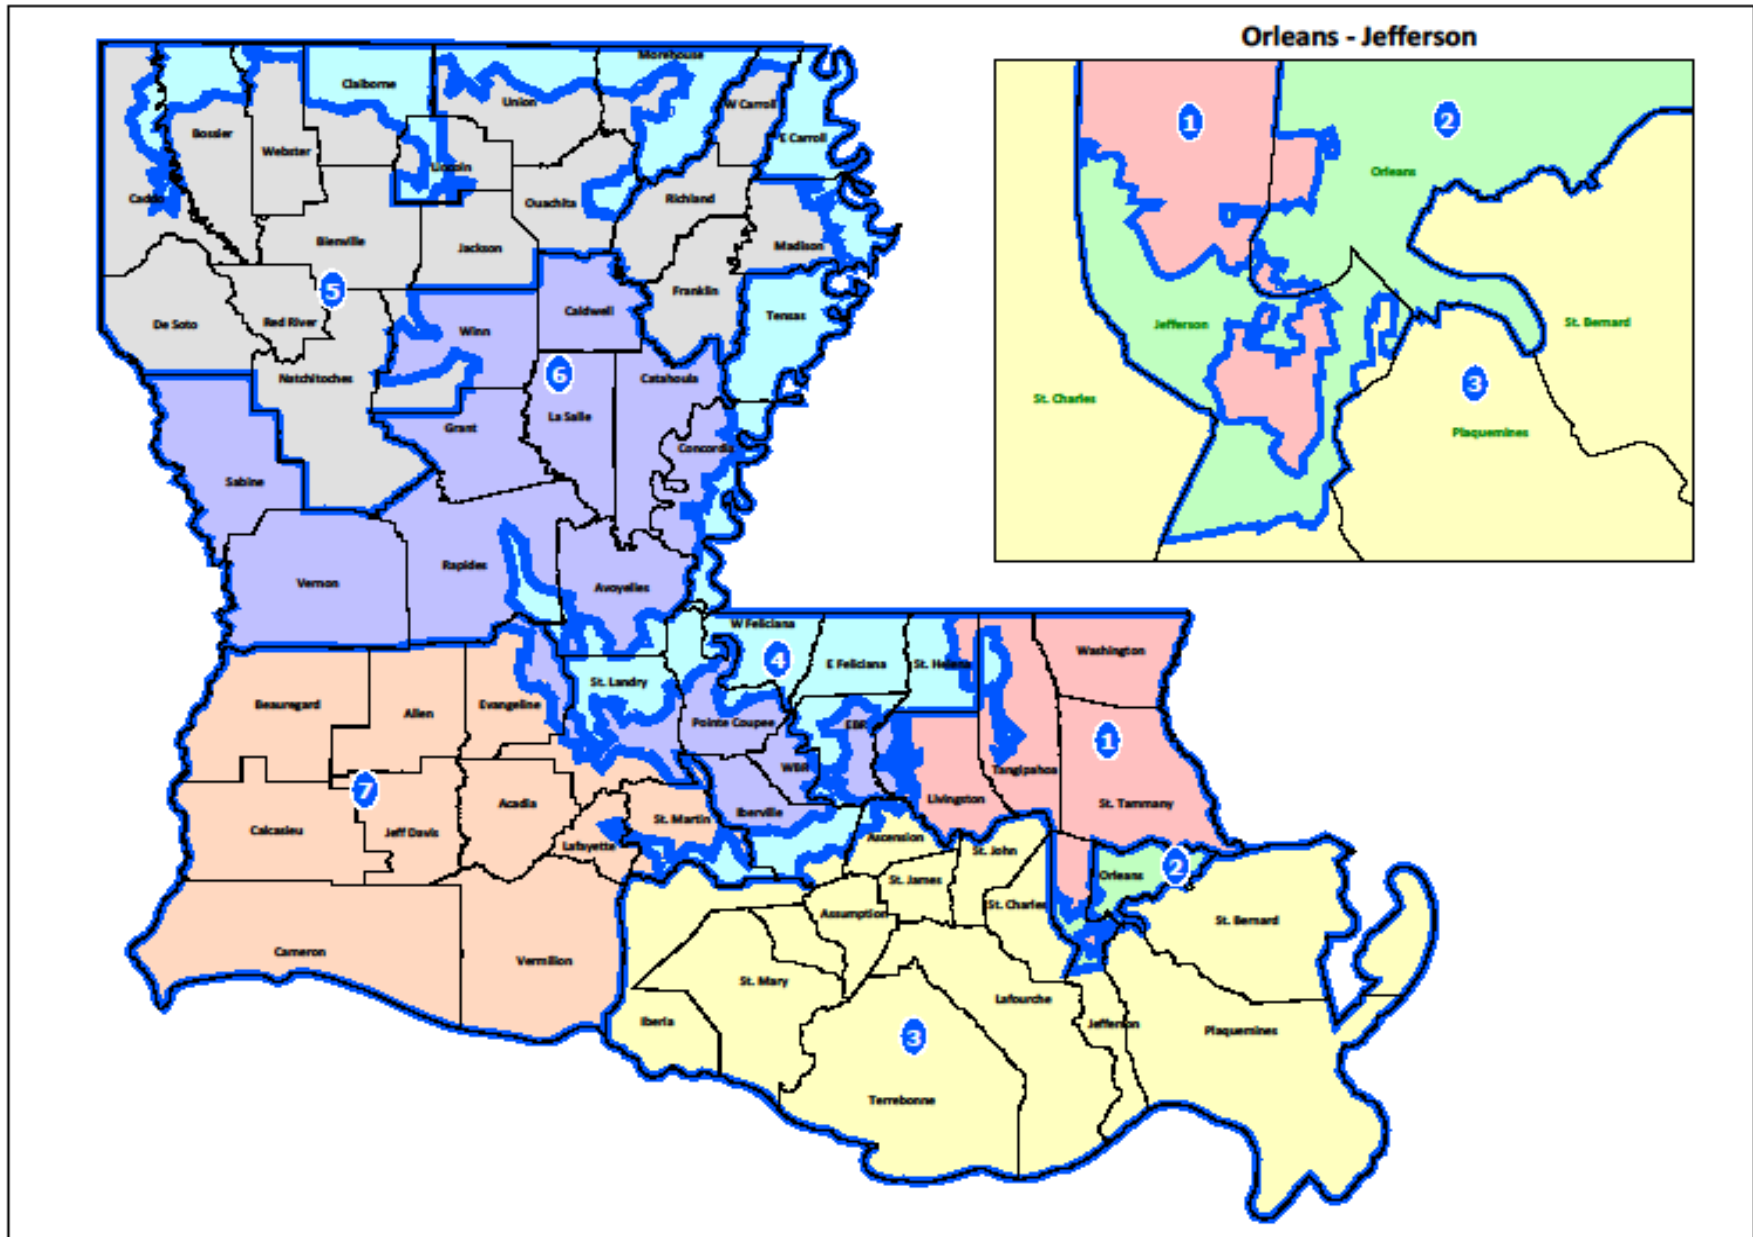 Orleans - Jefferson
1
2
Orleans
Jefferson
St. Bernard
3
St. Charles
Plaquemines
Morehouse
Claiborne
Union
W Carroll
E Carroll
Bossier
Webster
Lincoln
Caddo
Ouachita
Richland
Bienville
Jackson
Madison
5
Franklin
De Soto
Red River
Winn
Caldwell
Tensas
Natchitoches
6
Catahoula
La Salle
Grant
Concordia
Sabine
Vernon
Rapides
Avoyelles
W Feliciana
4
E Feliciana
St. Helena
Washington
St. Landry
Beauregard
Allen
Evangeline
Pointe Coupee
EBR
1
WBR
Tangipahoa
7
Acadia
Livingston
St. Tammany
Calcasieu
Jeff Davis
St. Martin
Iberville
Lafayette
Ascension
St. John
2
Orleans
St. James
St. Charles
Assumption
St. Bernard
Cameron
Vermilion
St. Mary
Lafourche
Iberia
Jefferson
Plaquemines
3
Terrebonne